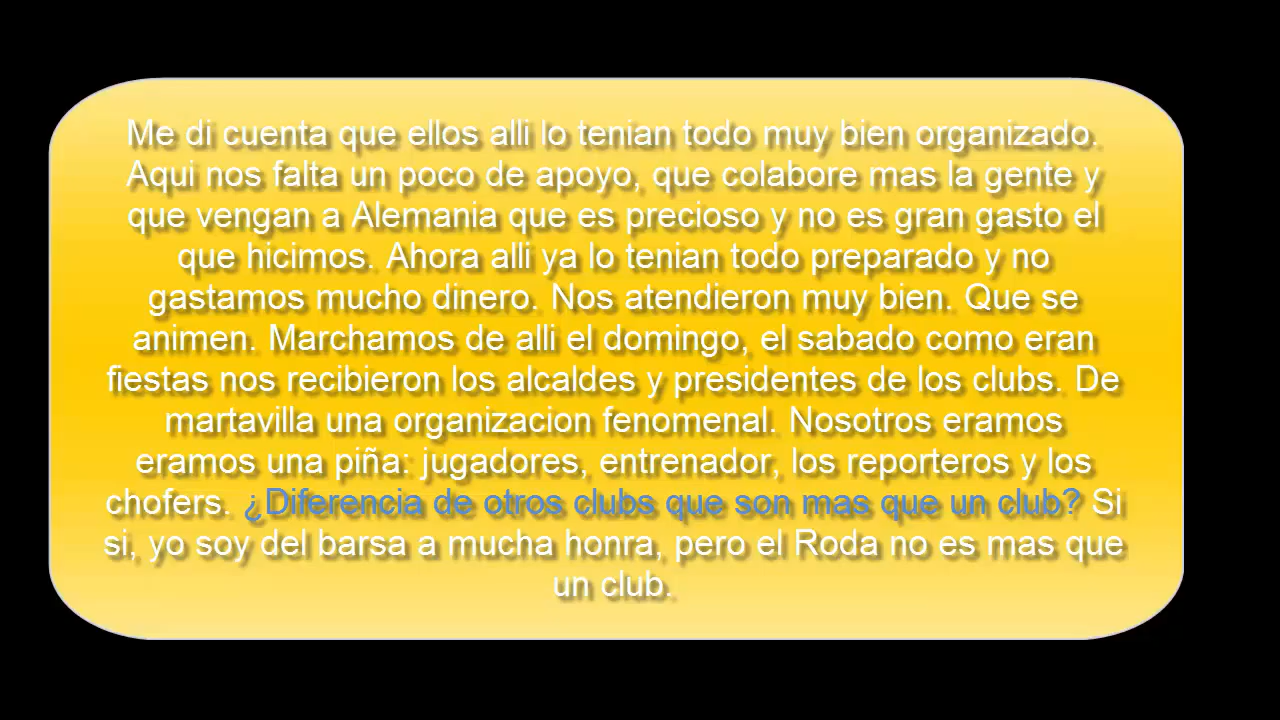 Me di cuenta que ellos alli lo tenian todo muy bien organizado.
Aqui nos falta un poco de apoyo, que colabore mas la gente y
que vengan a Alemania que es precioso y no es gran gasto el
que hicimos. Ahora alli ya lo tenian todo preparado y no
gastamos mucho dinero. Nos atendieron muy bien. Que se
animen. Marchamos de alli el domingo, el sabado como eran
fiestas nos recibieron los alcaldes y presidentes de los clubs. De
martavilla una organizacion fenomenal. Nosotros eramos
eramos una piña: jugadores, entrenador, los reporteros y los
chofers. ¿Diferencia de otros clubs que son mas que un club? Si
si, yo soy del barsa a mucha honra, pero el Roda no es mas que
un club.